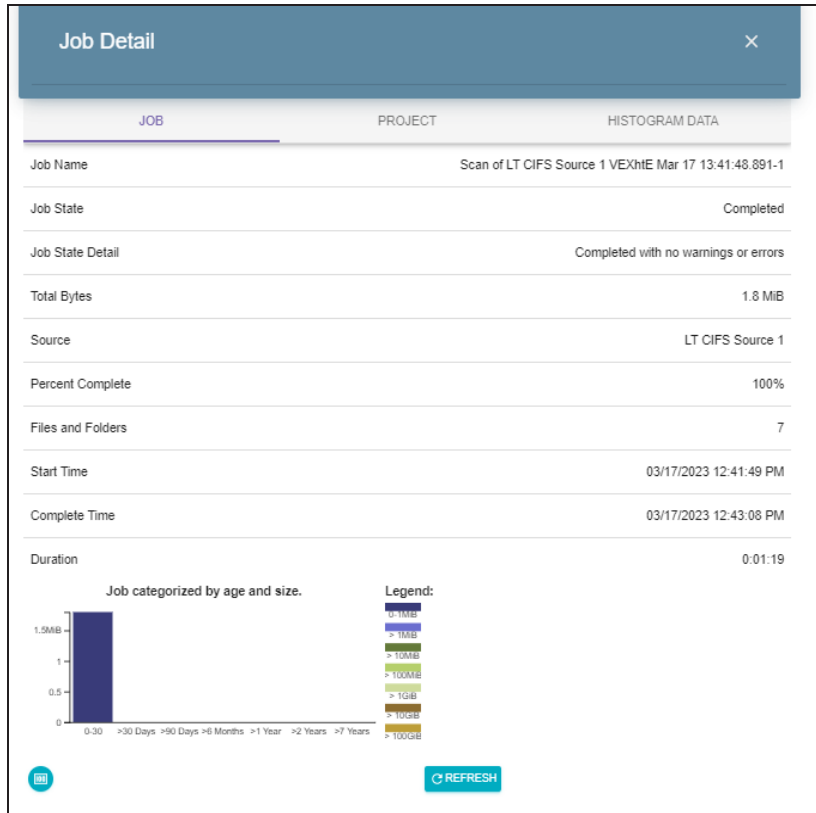 Job Detail ×
JOB PROJECT HISTOGRAM DATA
Job Name Scan of LT CIFS Source 1 VEXhtE Mar 17 13:41:48.891-1
Job State Completed
Job State Detail Completed with no warnings or errors
Total Bytes 1.8 MiB
Source LT CIFS Source 1
Percent Complete 100%
Files and Folders 7
Start Time 03/17/2023 12:41:49 PM
Complete Time 03/17/2023 12:43:08 PM
Duration 0:01:19
Job categorized by age and size.
1.5MiB
1
0.5
0
0-30 >30 Days >90 Days >6 Months >1 Year >2 Years >7 Years
Legend:
0-1MiB
> 1MiB
> 10MiB
> 100MiB
> 1GiB
> 10GiB
> 100GiB
REFRESH